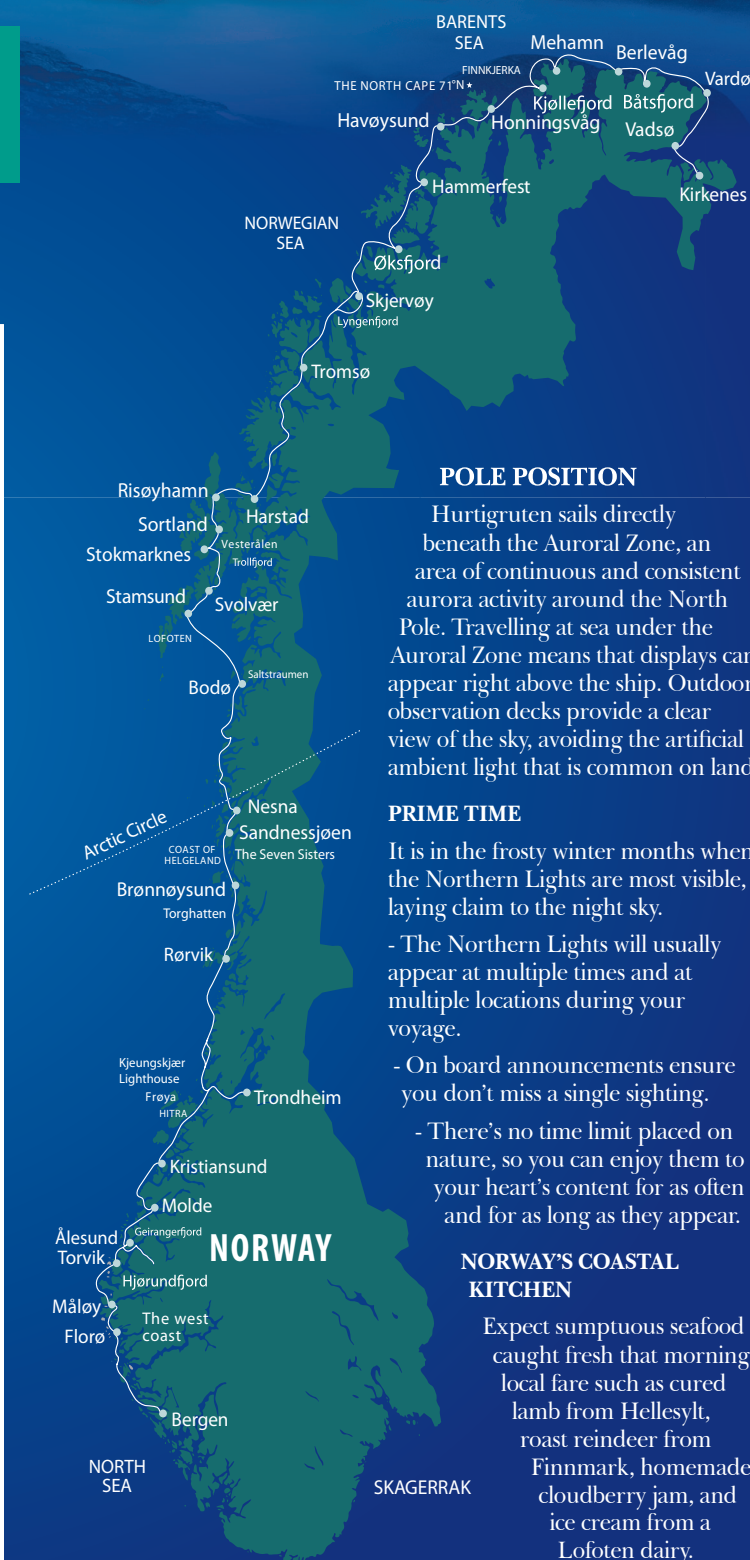 BARENTS
SEA
Mehamn
Berlevåg
FINNKJERKA
THE NORTH CAPE 71°N
Vardø
Kjøllefjord
Båtsfjord
Havøysund
Honningsvåg
Vadsø
Hammerfest
Kirkenes
NORWEGIAN
SEA
Øksfjord
Skjervøy
Lyngenfjord
Tromsø
Risøyhamn
Harstad
Sortland
Vesterålen
Stokmarknes
Trollfjord
Stamsund
Svolvær
LOFOTEN
Saltstraumen
Bodø
Arctic Circle
Nesna
Sandnessjøen
COAST OF
HELGELAND
The Seven Sisters
Brønnøysund
Torghatten
Rørvik
Kjeungskjær
Lighthouse
Frøya
HITRA
Trondheim
Kristiansund
Molde
Geirangerfjord
Ålesund
Torvik
NORWAY
Hjørundfjord
Måløy
The west
coast
Florø
Bergen
NORTH
SEA
SKAGERRAK
POLE POSITION
Hurtigruten sails directly
beneath the Auroral Zone, an
area of continuous and consistent
aurora activity around the North
Pole. Travelling at sea under the
Auroral Zone means that displays can
appear right above the ship. Outdoor
observation decks provide a clear
view of the sky, avoiding the artificial
ambient light that is common on land
PRIME TIME
It is in the frosty winter months when
the Northern Lights are most visible,
laying claim to the night sky.
- The Northern Lights will usually
appear at multiple times and at
multiple locations during your
voyage.
- On board announcements ensure
you don’t miss a single sighting.
- There’s no time limit placed on
nature, so you can enjoy them to
your heart’s content for as often
and for as long as they appear.
NORWAY’S COASTAL
KITCHEN
Expect sumptuous seafood
caught fresh that morning
local fare such as cured
lamb from Hellesylt,
roast reindeer from
Finnmark, homemade
cloudberry jam, and
ice cream from a
Lofoten dairy.